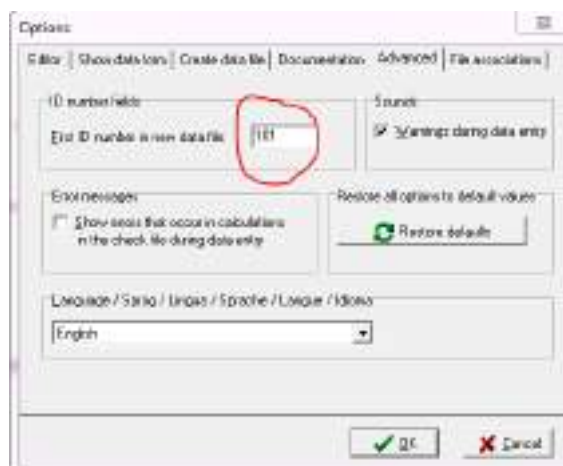 Options
Editor | Show data form | Create data file | Documentation | Advanced | File associations
ID number fields
First ID number in new data file 101
Sounds
Warnings during data entry
Error messages
Show errors that occur in calculations
in the check file during data entry
Restore all options to default values
Restore defaults
Language / Sprog / Lingua / Sprache / Langue / Idioma
English
OK
Cancel